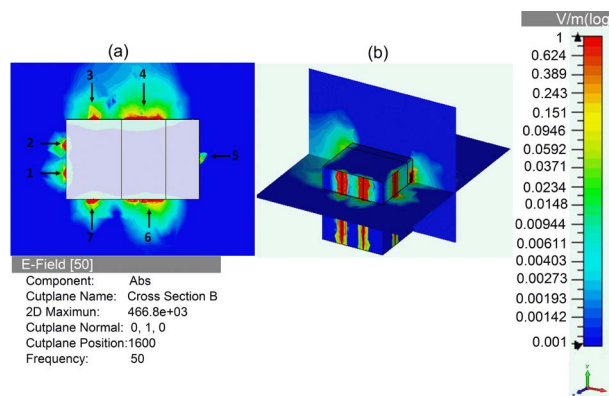 V/m(log
(a)
(b)
3
4
2
5
1
7
6
1
0.624
0.389
0.243
0.151
0.0946
0.0592
0.0371
0.0234
0.0148
0.00944
0.00611
0.00403
0.00273
0.00193
0.00142
0.001
E-Field [50]
Component: Abs
Cutplane Name: Cross Section B
2D Maximun: 466.8e+03
Cutplane Normal: 0, 1, 0
Cutplane Position:1600
Frequency: 50
y
x